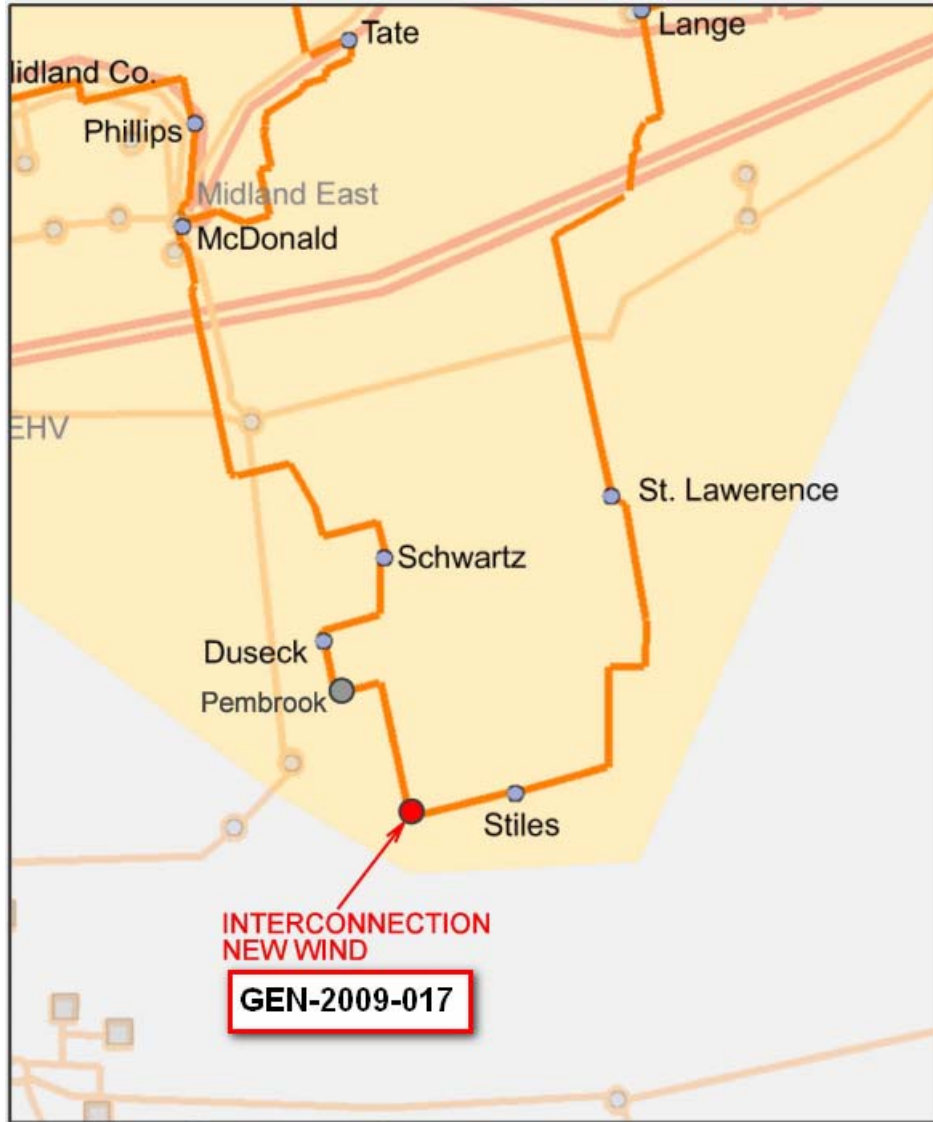 Tate
Lange
idland Co.
Phillips
Midland East
McDonald
EHV
St. Lawerence
Schwartz
Duseck
Pembrook
Stiles
INTERCONNECTION
NEW WIND
GEN-2009-017